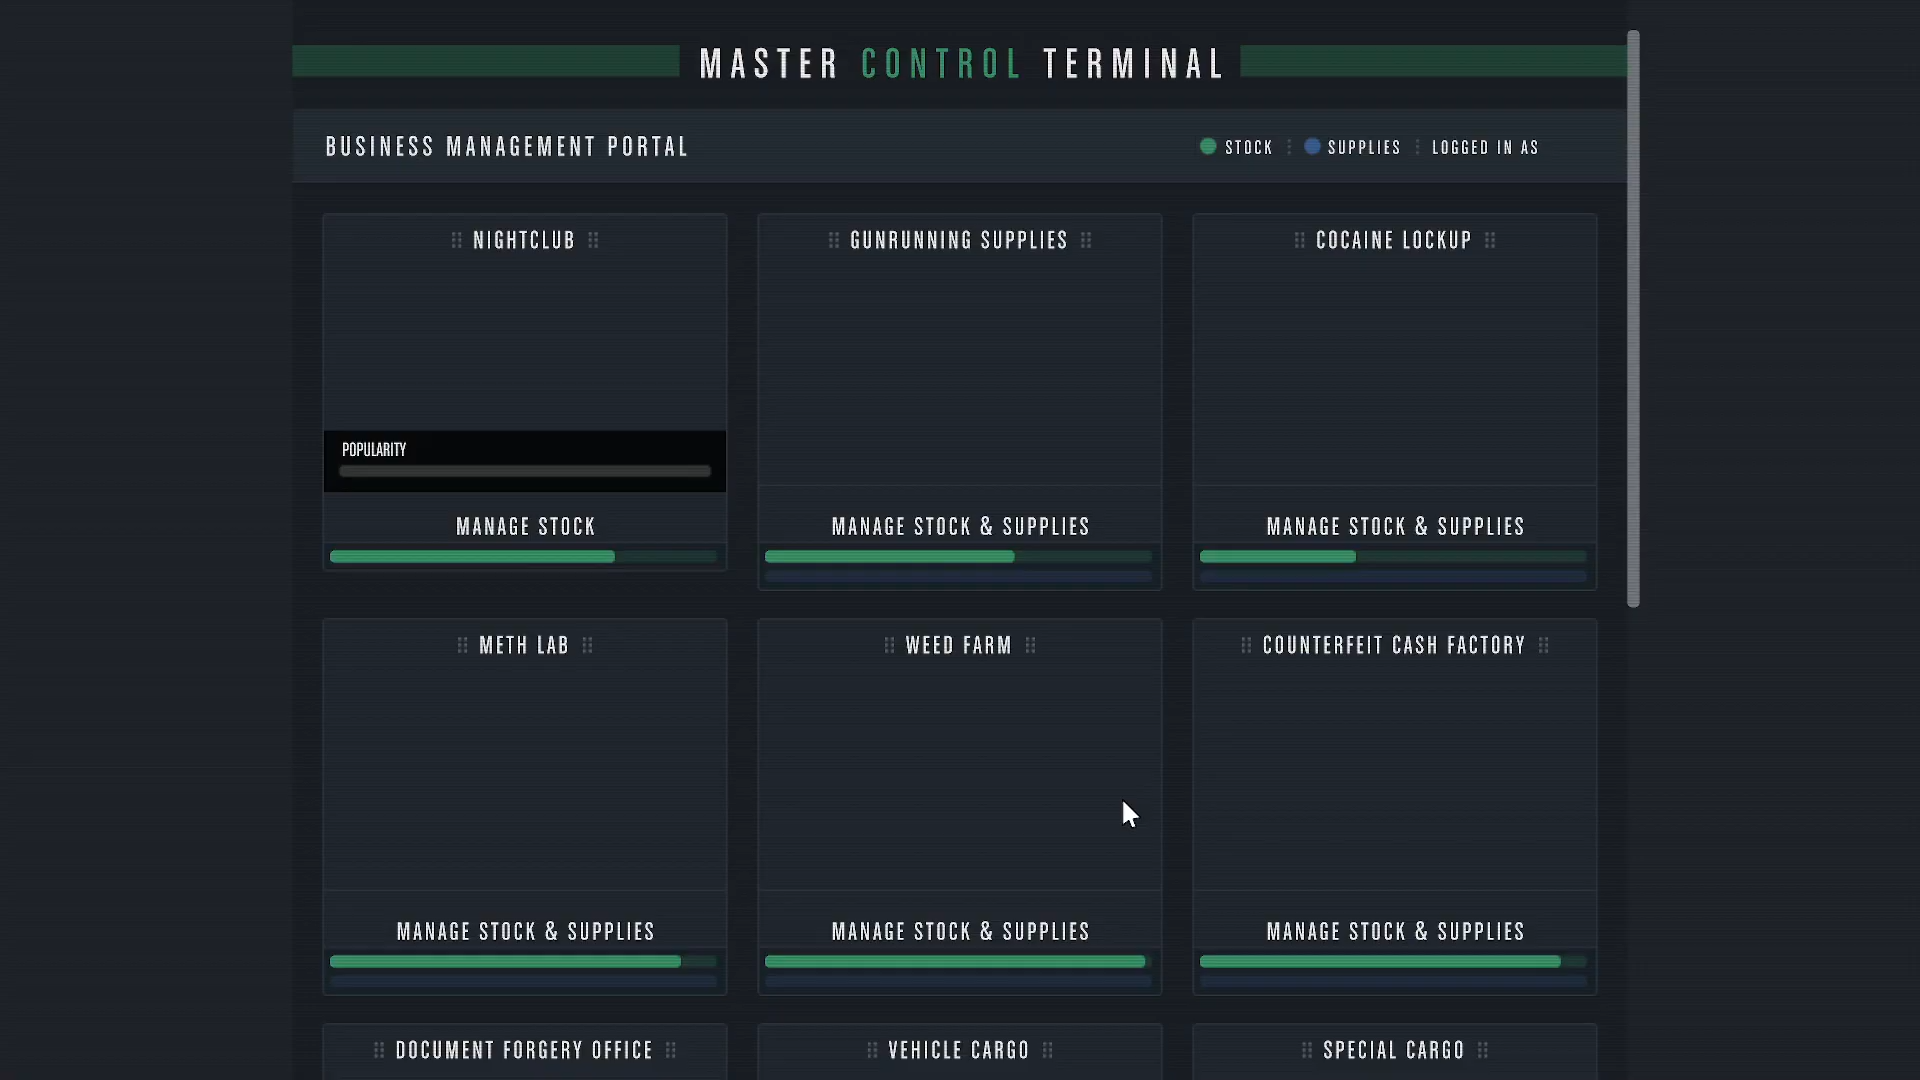 MASTER CONTROL TERMINAL
BUSINESS MANAGEMENT PORTAL
STOCK
SUPPLIES
LOGGED IN AS
NIGHTCLUB
GUNRUNNING SUPPLIES
COCAINE LOCKUP
POPULARITY
MANAGE STOCK
MANAGE STOCK & SUPPLIES
MANAGE STOCK & SUPPLIES
METH LAB
WEED FARM
COUNTERFEIT CASH FACTORY
MANAGE STOCK & SUPPLIES
MANAGE STOCK & SUPPLIES
MANAGE STOCK & SUPPLIES
DOCUMENT FORGERY OFFICE
VEHICLE CARGO
SPECIAL CARGO